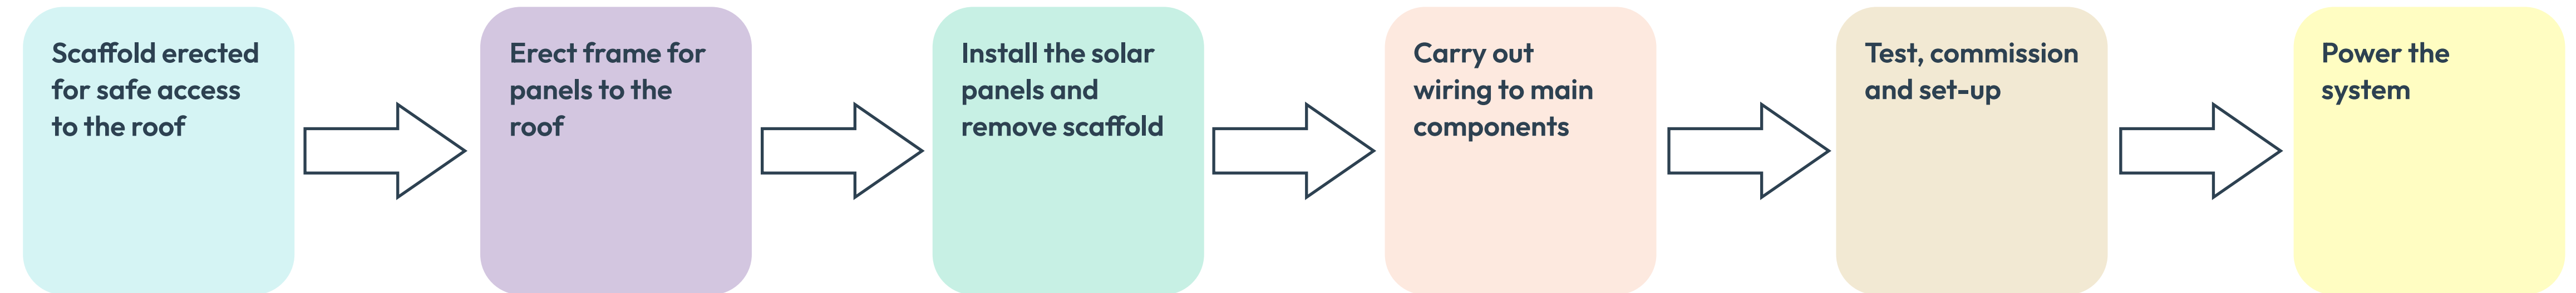 Scaffold erected
for safe access
to the roof
Erect frame for
panels to the
roof
Install the solar
panels and
remove scaffold
Carry out
wiring to main
components
Test, commission
and set-up
Power the
system